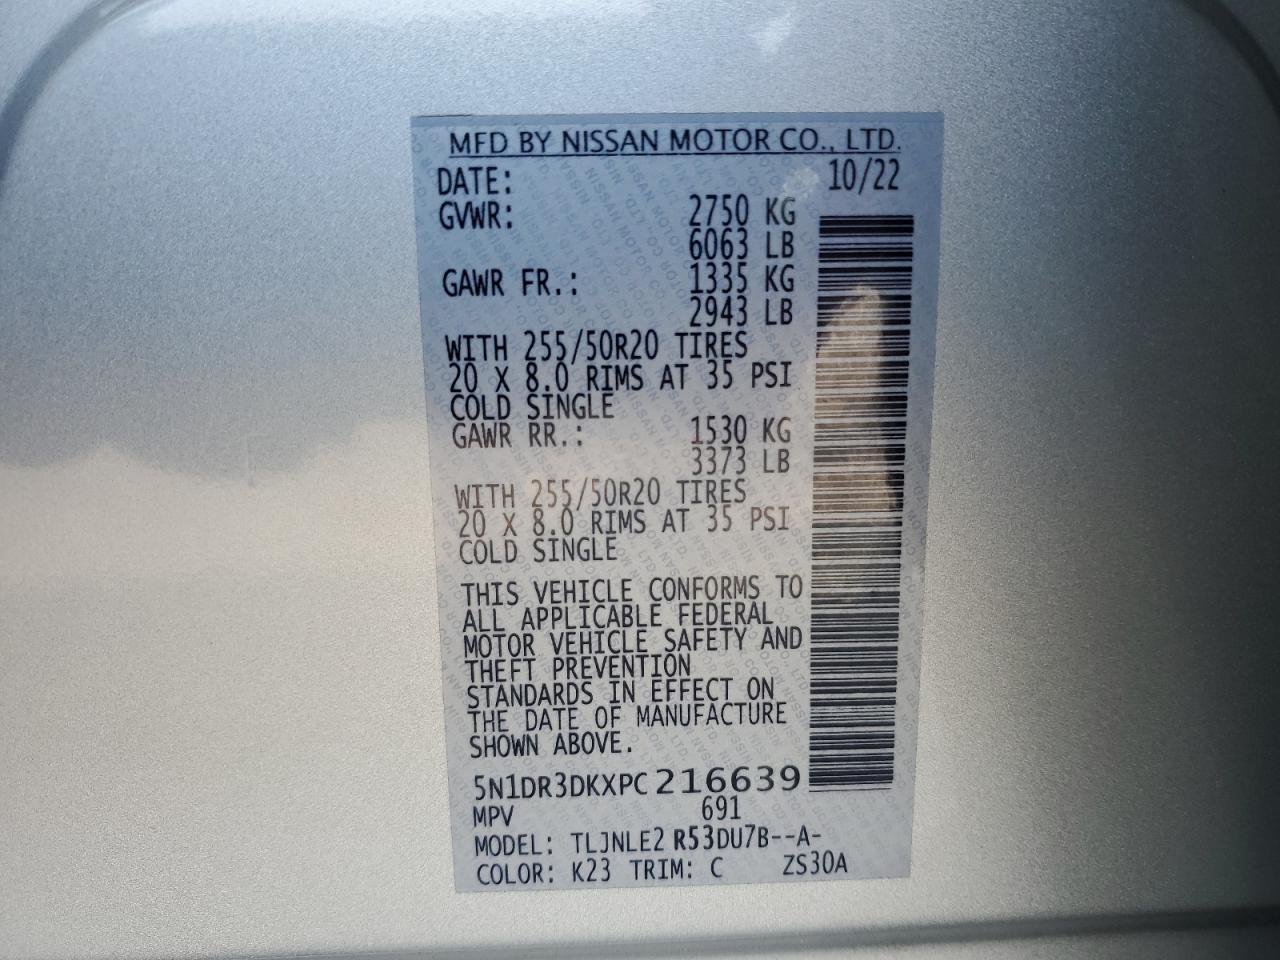 MFD BY NISSAN MOTOR CO., LTD.
DATE: 10/22
GVWR: 2750 KG
6063 LB
GAWR FR.: 1335 KG
2943 LB
WITH 255/50R20 TIRES
20 X 8.0 RIMS AT 35 PSI
COLD SINGLE
GAWR RR.: 1530 KG
3373 LB
WITH 255/50R20 TIRES
20 X 8.0 RIMS AT 35 PSI
COLD SINGLE
THIS VEHICLE CONFORMS TO
ALL APPLICABLE FEDERAL
MOTOR VEHICLE SAFETY AND
THEFT PREVENTION
STANDARDS IN EFFECT ON
THE DATE OF MANUFACTURE
SHOWN ABOVE.
5N1DR3DKXPC 216639
MPV 691
MODEL: TLJNLE2 R53DU7B--A-
COLOR: K23 TRIM: C ZS30A